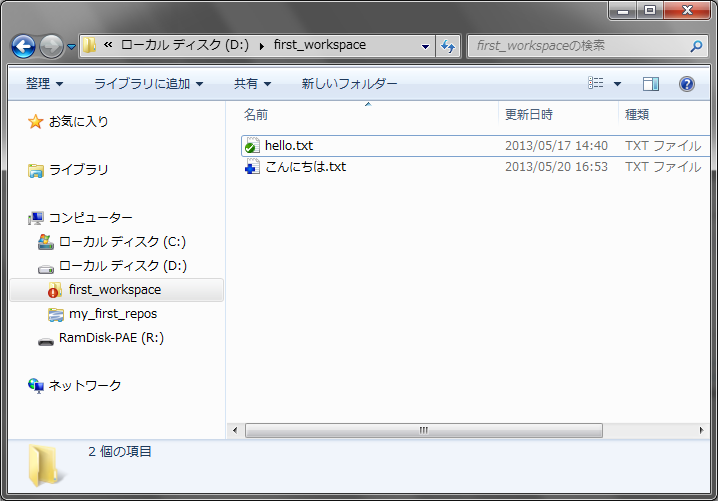 « ローカル ディスク (D:) ▸ first_workspace
first_workspaceの検索
整理 ライブラリに追加 共有 新しいフォルダー
名前 更新日時 種類
お気に入り
ライブラリ
コンピューター
ローカル ディスク (C:)
ローカル ディスク (D:)
first_workspace
my_first_repos
RamDisk-PAE (R:)
ネットワーク
hello.txt 2013/05/17 14:40 TXT ファイル
こんにちは.txt 2013/05/20 16:53 TXT ファイル
2 個の項目